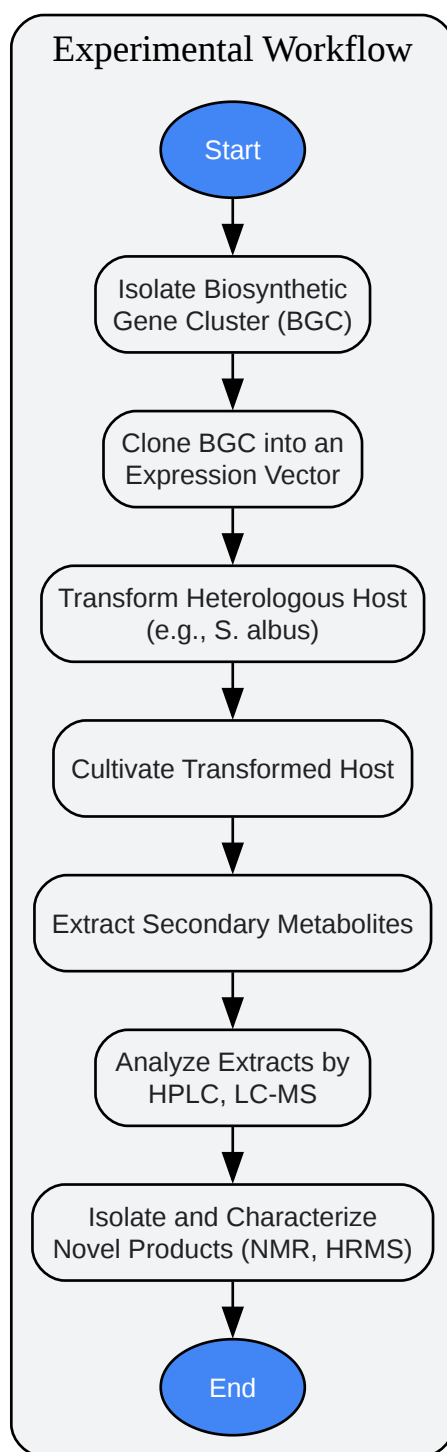 Experimental Workflow
Start
Isolate Biosynthetic
Gene Cluster (BGC)
Clone BGC into an
Expression Vector
Transform Heterologous Host
(e.g., S. albus)
Cultivate Transformed Host
Extract Secondary Metabolites
Analyze Extracts by
HPLC, LC-MS
Isolate and Characterize
Novel Products (NMR, HRMS)
End